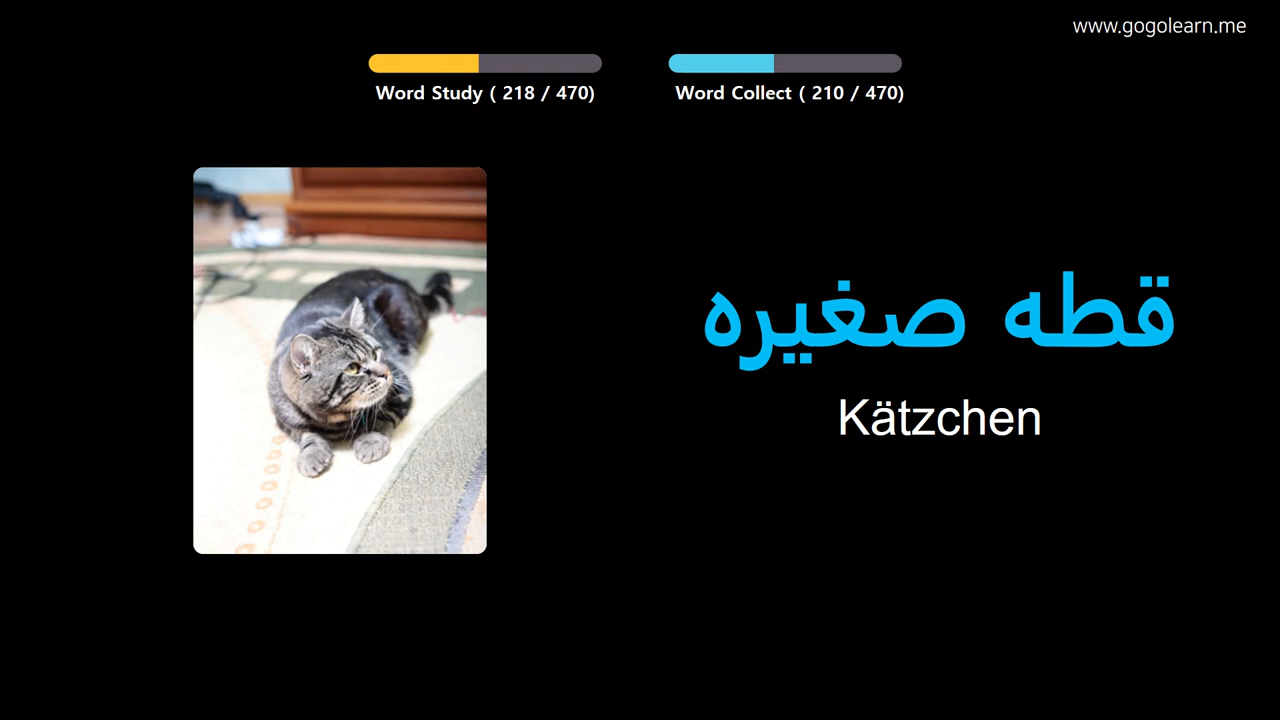 www.gogolearn.me
Word Study ( 218 / 470)
Word Collect ( 210 / 470)
قطه صغيره
Kätzchen